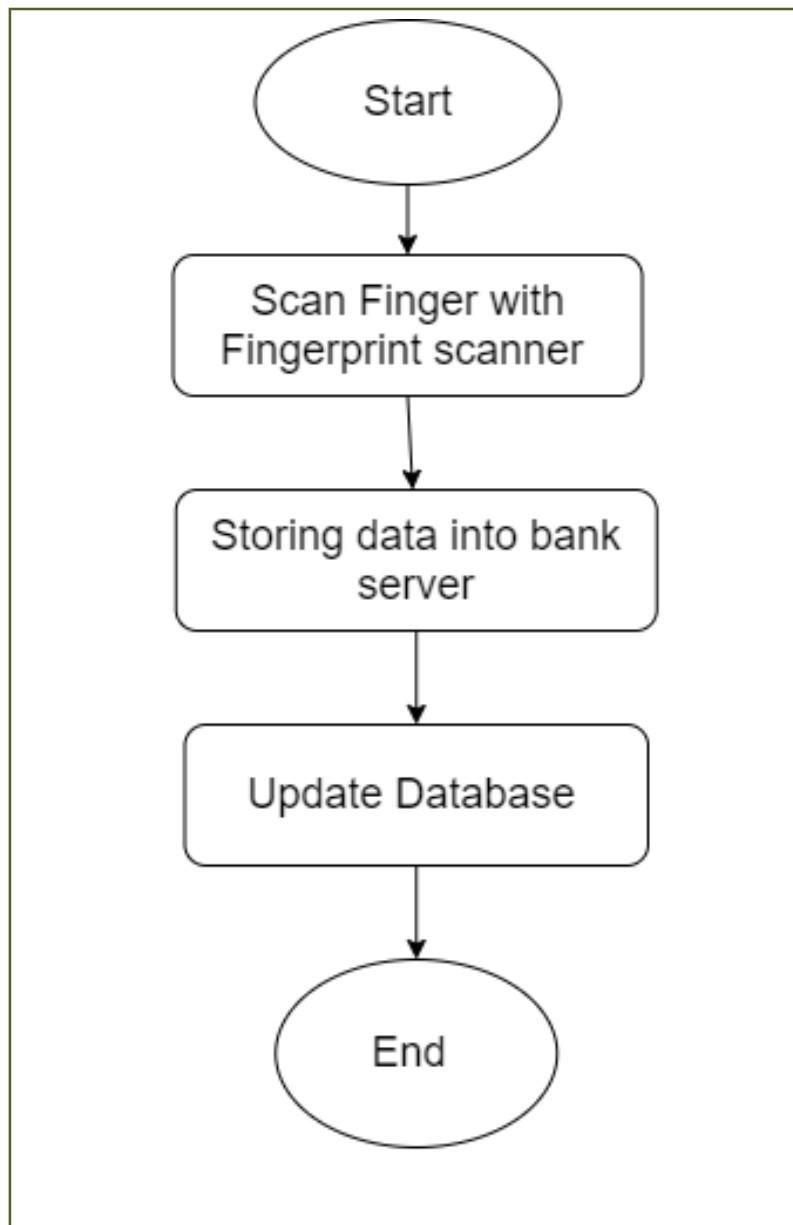 Start
Scan Finger with
Fingerprint scanner
Storing data into bank
server
Update Database
End